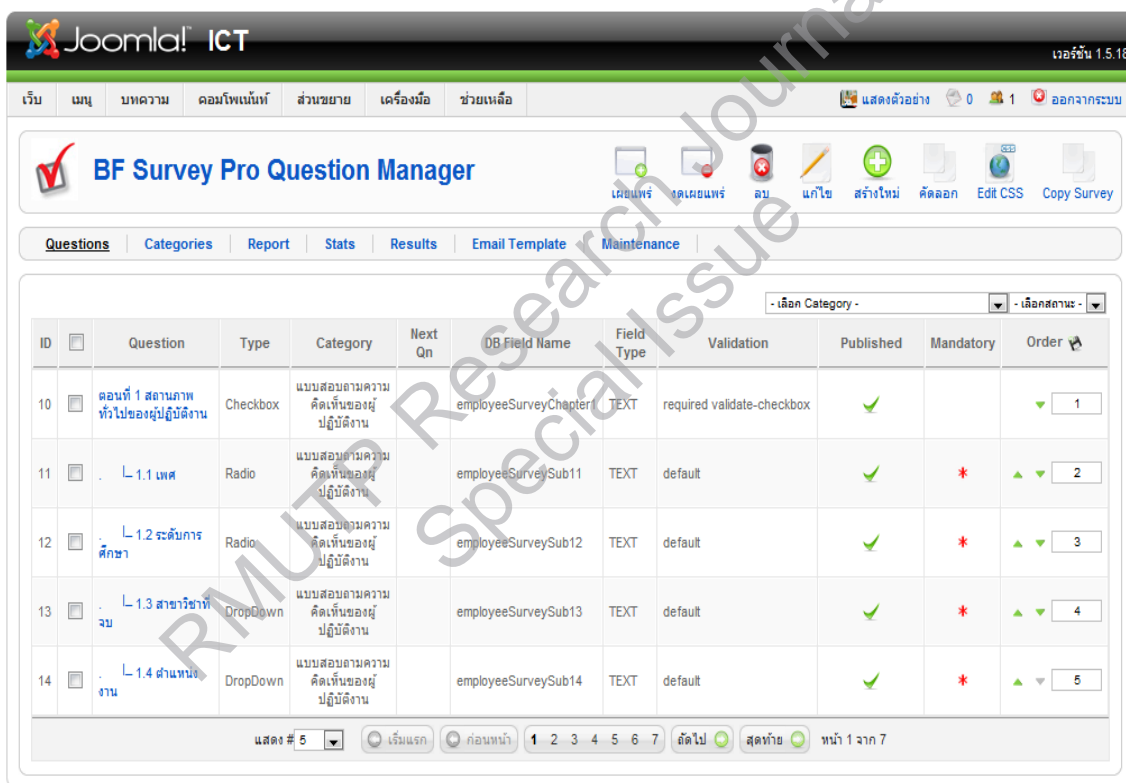 Joomla! ICT
เวอร์ชัน 1.5.18
เว็บ เมนู บทความ คอมโพเน้นท์ ส่วนขยาย เครื่องมือ ช่วยเหลือ แสดงตัวอย่าง 0 1 ออกจากระบบ
BF Survey Pro Question Manager
เผยแพร่ งดเผยแพร่ ลบ แก้ไข สร้างใหม่ คัดลอก Edit CSS Copy Survey
Questions Categories Report Stats Results Email Template Maintenance
- เลือก Category - - เลือกสถานะ -
ID Question Type Category Next Qn DB Field Name Field Type Validation Published Mandatory Order
10 ตอนที่ 1 สถานภาพ
ทั่วไปของผู้ปฏิบัติงาน Checkbox แบบสอบถามความ
คิดเห็นของผู้
ปฏิบัติงาน employeeSurveyChapter1 TEXT required validate-checkbox 1
11 . 1.1 เพศ Radio แบบสอบถามความ
คิดเห็นของผู้
ปฏิบัติงาน employeeSurveySub11 TEXT default * 2
12 . 1.2 ระดับการ
ศึกษา Radio แบบสอบถามความ
คิดเห็นของผู้
ปฏิบัติงาน employeeSurveySub12 TEXT default * 3
13 . 1.3 สาขาวิชาที่
จบ DropDown แบบสอบถามความ
คิดเห็นของผู้
ปฏิบัติงาน employeeSurveySub13 TEXT default * 4
14 . 1.4 ตำแหน่ง
งาน DropDown แบบสอบถามความ
คิดเห็นของผู้
ปฏิบัติงาน employeeSurveySub14 TEXT default * 5
แสดง # 5 เริ่มแรก ก่อนหน้า 1 2 3 4 5 6 7 ถัดไป สุดท้าย หน้า 1 จาก 7
RMUTP Research Journal
Special Issue